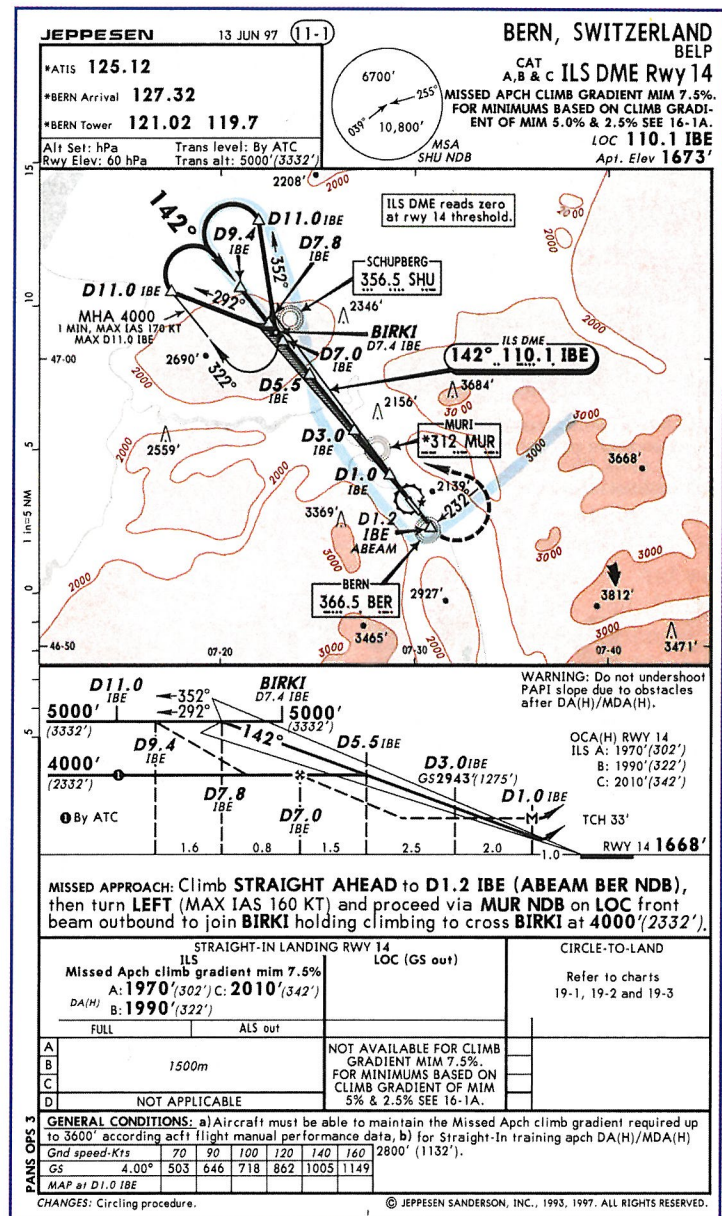 JEPPESEN 13 JUN 97 (11-1)
BERN, SWITZERLAND
BELP
CAT A,B & C ILS DME Rwy 14
MISSED APCH CLIMB GRADIENT MIM 7.5%.
FOR MINIMUMS BASED ON CLIMB GRADI-
ENT OF MIM 5.0% & 2.5% SEE 16-1A.
LOC 110.1 IBE
Apt. Elev 1673'
*ATIS 125.12
*BERN Arrival 127.32
*BERN Tower 121.02 119.7
Alt Set: hPa Trans level: By ATC
Rwy Elev: 60 hPa Trans alt: 5000'(3332')
6700'
255°
039°
10,800'
MSA
SHU NDB
15
2208'
2000
2000
ILS DME reads zero
at rwy 14 threshold.
142°
D11.0 IBE
D9.4
IBE
D7.8
IBE
352°
SCHUPBERG
356.5 SHU
10
D11.0 IBE
292°
MHA 4000
1 MIN, MAX IAS 170 KT
MAX D11.0 IBE
2346'
BIRKI
D7.4 IBE
D7.0
IBE
ILS DME
142° 110.1 IBE
47-00
2690'
322°
D5.5
IBE
2000
2156'
3684'
3000
MURI
*312 MUR
3000
3000
2000
2559'
5
D3.0
IBE
D1.0
IBE
3668'
2139'
232°
3369'
D1.2
IBE
ABEAM
3000
1 in=5 NM
0
2000
BERN
366.5 BER
2927'
3812'
3000
3465'
3000
2000
3000
3471'
46-50
07-20
07-30
07-40
WARNING: Do not undershoot
PAPI slope due to obstacles
after DA(H)/MDA(H).
D11.0
IBE
352°
292°
BIRKI
D7.4 IBE
5000'
(3332')
5000'
(3332')
142°
5
D9.4
IBE
D5.5 IBE
OCA(H) RWY 14
ILS A: 1970'(302')
B: 1990'(322')
C: 2010'(342')
4000'
(2332')
D3.0 IBE
GS2943'(1275')
D7.8
IBE
D7.0
IBE
D1.0 IBE
M
TCH 33'
1 By ATC
RWY 14 1668'
1.6 0.8 1.5 2.5 2.0 1.0
MISSED APPROACH: Climb STRAIGHT AHEAD to D1.2 IBE (ABEAM BER NDB),
then turn LEFT (MAX IAS 160 KT) and proceed via MUR NDB on LOC front
beam outbound to join BIRKI holding climbing to cross BIRKI at 4000'(2332').
STRAIGHT-IN LANDING RWY 14
CIRCLE-TO-LAND
ILS
LOC (GS out)
Missed Apch climb gradient mim 7.5%
A: 1970'(302') C: 2010'(342')
DA(H) B: 1990'(322')
Refer to charts
19-1, 19-2 and 19-3
FULL ALS out
A
B
C
D
1500m
NOT APPLICABLE
NOT AVAILABLE FOR CLIMB
GRADIENT MIM 7.5%.
FOR MINIMUMS BASED ON
CLIMB GRADIENT OF MIM
5% & 2.5% SEE 16-1A.
PANS OPS 3
GENERAL CONDITIONS: a)Aircraft must be able to maintain the Missed Apch climb gradient required up
to 3600' according acft flight manual performance data, b) for Straight-In training apch DA(H)/MDA(H)
2800' (1132').
Gnd speed-Kts 70 90 100 120 140 160
GS 4.00° 503 646 718 862 1005 1149
MAP at D1.0 IBE
CHANGES: Circling procedure.
© JEPPESEN SANDERSON, INC., 1993, 1997. ALL RIGHTS RESERVED.